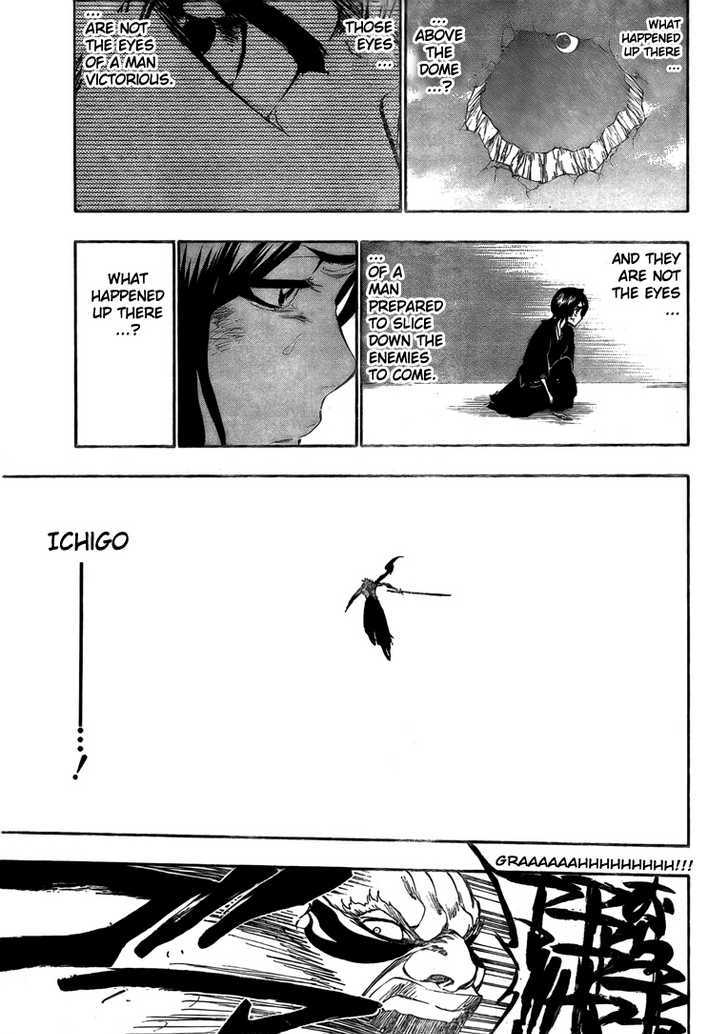 WHAT
HAPPENED
UP THERE
...
...
ABOVE
THE
DOME
...?
THOSE
EYES
...
...
ARE NOT
THE EYES
OF A MAN
VICTORIOUS.
AND THEY
ARE NOT
THE EYES
...
...
OF A
MAN
PREPARED
TO SLICE
DOWN THE
ENEMIES
TO COME.
WHAT
HAPPENED
UP THERE
...?
ICHIGO
...!
GRAAAAAAHHHHHHHHH!!!